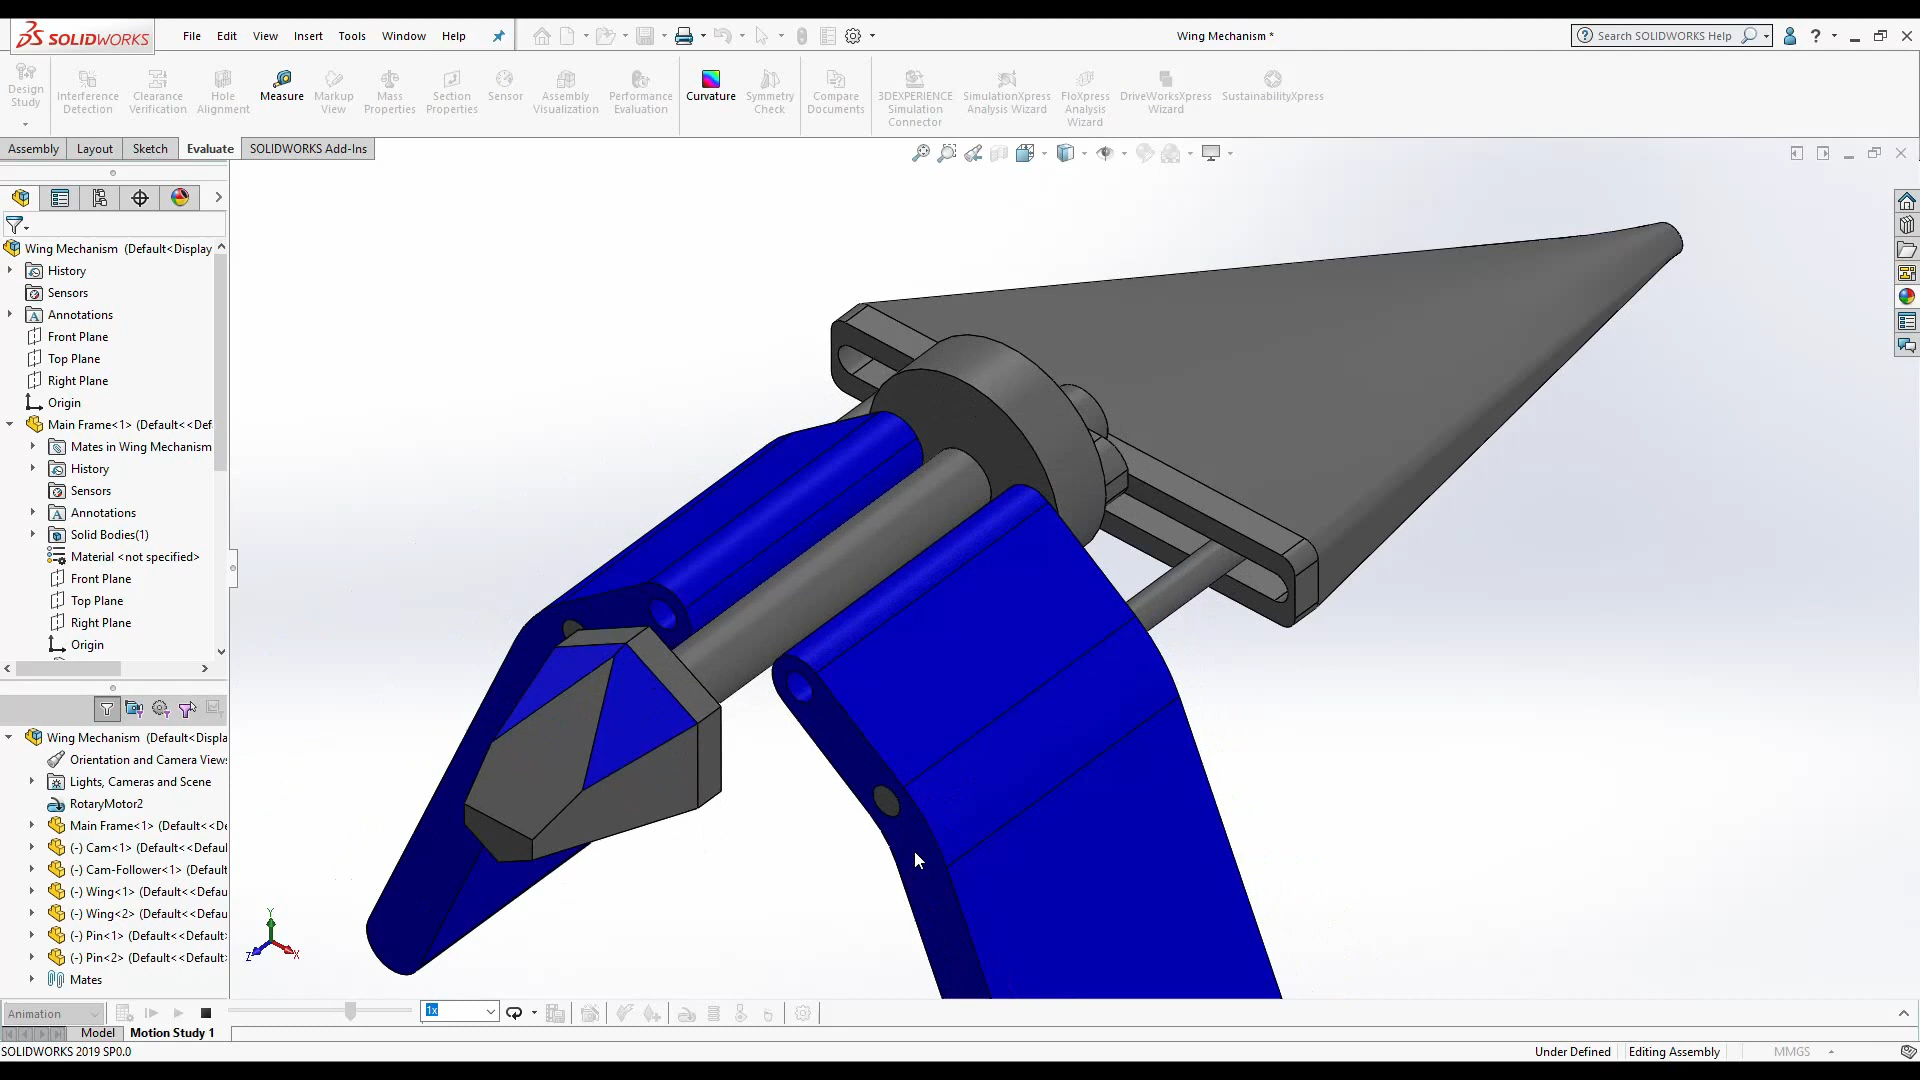 SOLIDWORKS File Edit View Insert Tools Window Help Wing Mechanism * Search SOLIDWORKS Help
Design Study
Interference Detection
Clearance Verification
Hole Alignment
Measure
Markup View
Mass Properties
Section Properties
Sensor
Assembly Visualization
Performance Evaluation
Curvature
Symmetry Check
Compare Documents
3DEXPERIENCE Simulation Connector
SimulationXpress Analysis Wizard
FloXpress Analysis Wizard
DriveWorksXpress Wizard
SustainabilityXpress
Assembly Layout Sketch Evaluate SOLIDWORKS Add-Ins
Wing Mechanism (Default<Display
History
Sensors
Annotations
Front Plane
Top Plane
Right Plane
Origin
Main Frame<1> (Default<<Def
Mates in Wing Mechanism
History
Sensors
Annotations
Solid Bodies(1)
Material <not specified>
Front Plane
Top Plane
Right Plane
Origin
Wing Mechanism (Default<Displa
Orientation and Camera View
Lights, Cameras and Scene
RotaryMotor2
Main Frame<1> (Default<<De
(-) Cam<1> (Default<<Defaul
(-) Cam-Follower<1> (Default
(-) Wing<1> (Default<<Defau
(-) Wing<2> (Default<<Defau
(-) Pin<1> (Default<<Default
(-) Pin<2> (Default<<Default
Mates
Y
X
Z
Animation 1x
Model Motion Study 1
SOLIDWORKS 2019 SP0.0 Under Defined Editing Assembly MMGS